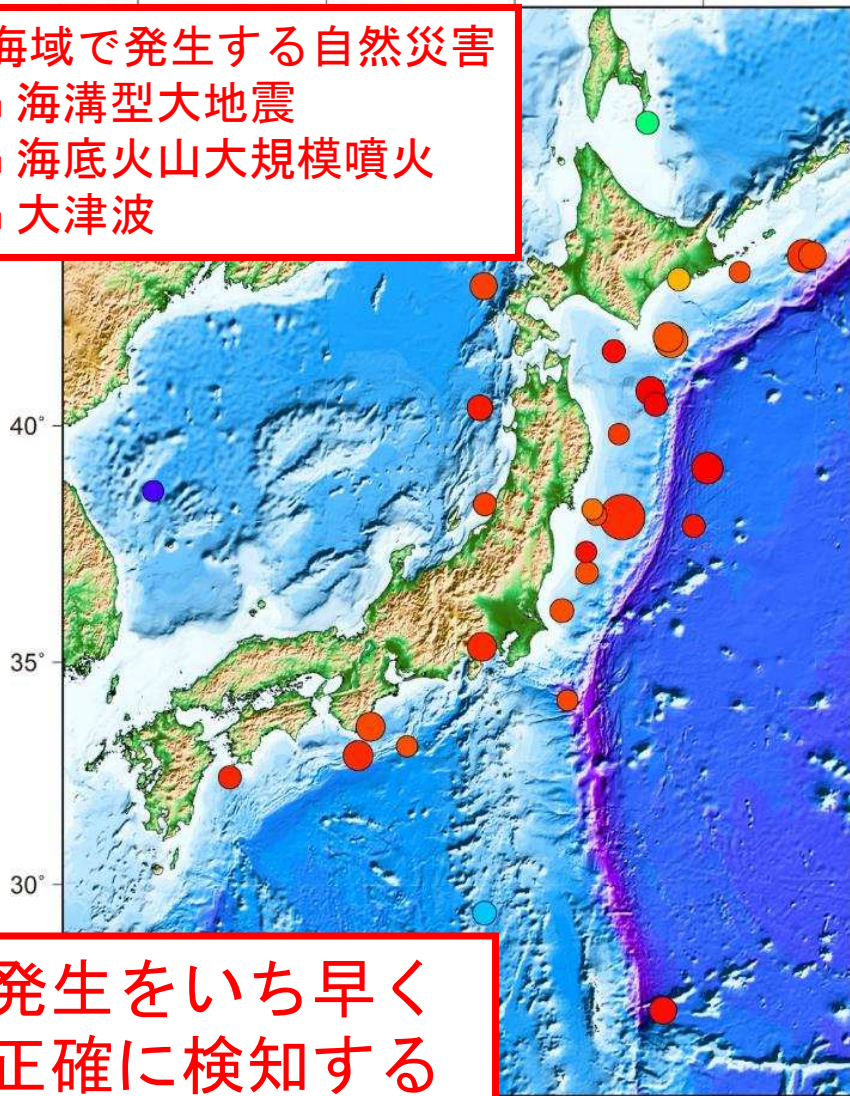 海域で発生する自然災害
海溝型大地震
海底火山大規模噴火
大津波
40°
35°
30°
発生をいち早く
正確に検知する